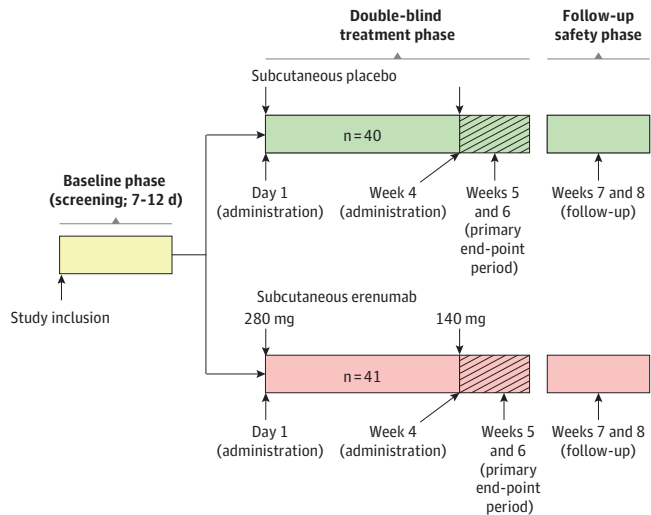 Double-blind
treatment phase
Follow-up
safety phase
Subcutaneous placebo
n=40
Day 1
(administration)
Week 4
(administration)
Weeks 5
and 6
(primary
end-point
period)
Weeks 7 and 8
(follow-up)
Baseline phase
(screening; 7-12 d)
Study inclusion
Subcutaneous erenumab
280 mg
140 mg
n=41
Day 1
(administration)
Week 4
(administration)
Weeks 5
and 6
(primary
end-point
period)
Weeks 7 and 8
(follow-up)